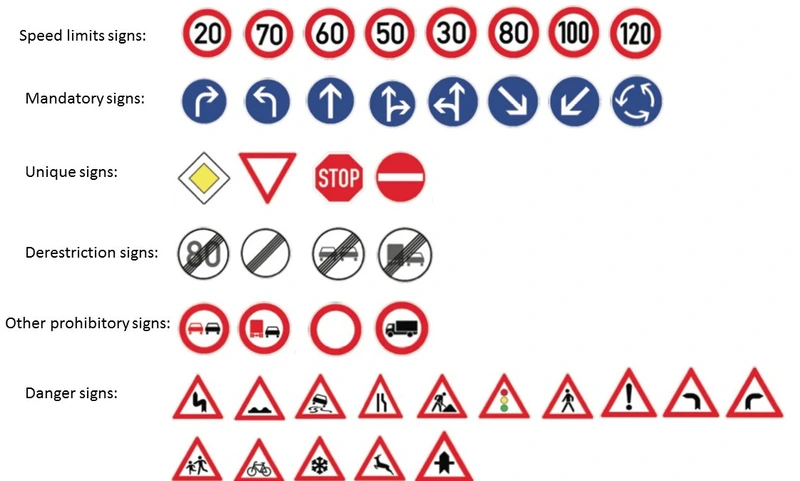 Speed limits signs: 20 70 60 50 30 80 100 120
Mandatory signs:
Unique signs: STOP
Derestriction signs: 80
Other prohibitory signs:
Danger signs: